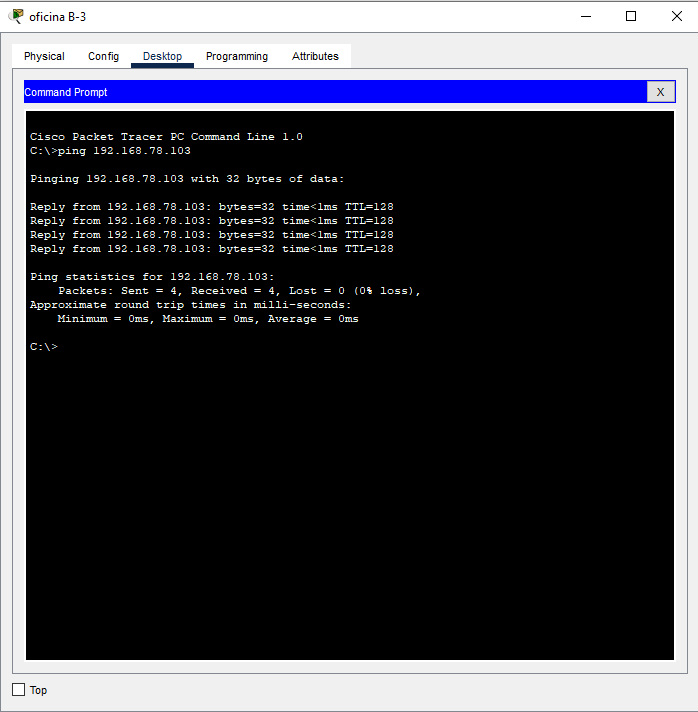 oficina B-3
Physical Config Desktop Programming Attributes
Command Prompt X
Cisco Packet Tracer PC Command Line 1.0
C:\>ping 192.168.78.103
Pinging 192.168.78.103 with 32 bytes of data:
Reply from 192.168.78.103: bytes=32 time<1ms TTL=128
Reply from 192.168.78.103: bytes=32 time<1ms TTL=128
Reply from 192.168.78.103: bytes=32 time<1ms TTL=128
Reply from 192.168.78.103: bytes=32 time<1ms TTL=128
Ping statistics for 192.168.78.103:
Packets: Sent = 4, Received = 4, Lost = 0 (0% loss),
Approximate round trip times in milli-seconds:
Minimum = 0ms, Maximum = 0ms, Average = 0ms
C:\>
Top